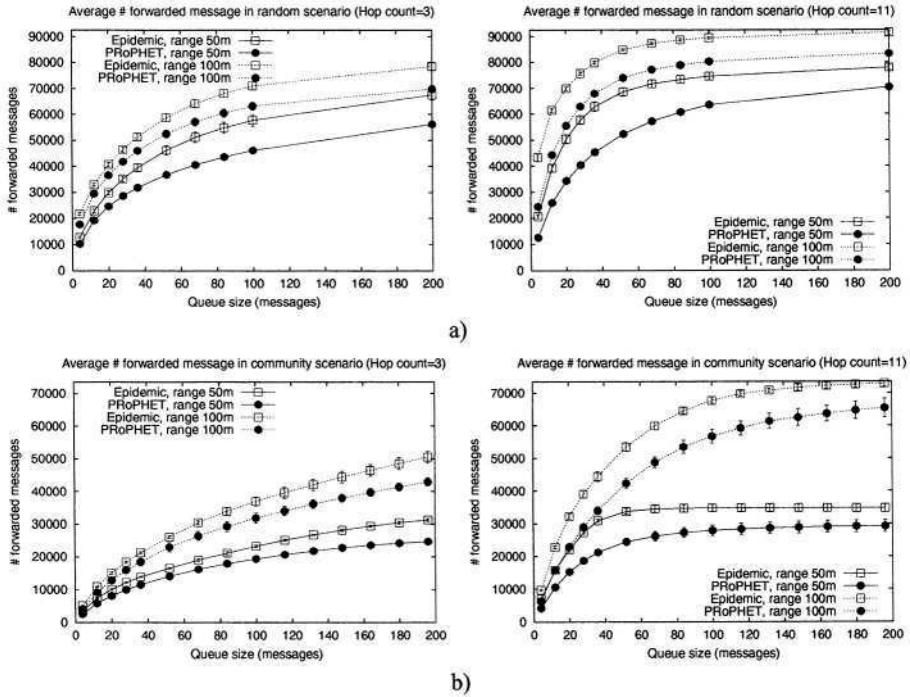 Average # forwarded message in random scenario (Hop count=3)
90000
80000
70000
60000
50000
40000
30000
20000
10000
0
# forwarded messages
Epidemic, range 50m
PRoPHET, range 50m
Epidemic, range 100m
PRoPHET, range 100m
0 20 40 60 80 100 120 140 160 180 200
Queue size (messages)
Average # forwarded message in random scenario (Hop count=11)
90000
80000
70000
60000
50000
40000
30000
20000
10000
0
# forwarded messages
Epidemic, range 50m
PRoPHET, range 50m
Epidemic, range 100m
PRoPHET, range 100m
0 20 40 60 80 100 120 140 160 180 200
Queue size (messages)
a)
Average # forwarded message in community scenario (Hop count=3)
70000
60000
50000
40000
30000
20000
10000
0
# forwarded messages
Epidemic, range 50m
PRoPHET, range 50m
Epidemic, range 100m
PRoPHET, range 100m
0 20 40 60 80 100 120 140 160 180 200
Queue size (messages)
Average # forwarded message in community scenario (Hop count=11)
70000
60000
50000
40000
30000
20000
10000
0
# forwarded messages
Epidemic, range 50m
PRoPHET, range 50m
Epidemic, range 100m
PRoPHET, range 100m
0 20 40 60 80 100 120 140 160 180 200
Queue size (messages)
b)